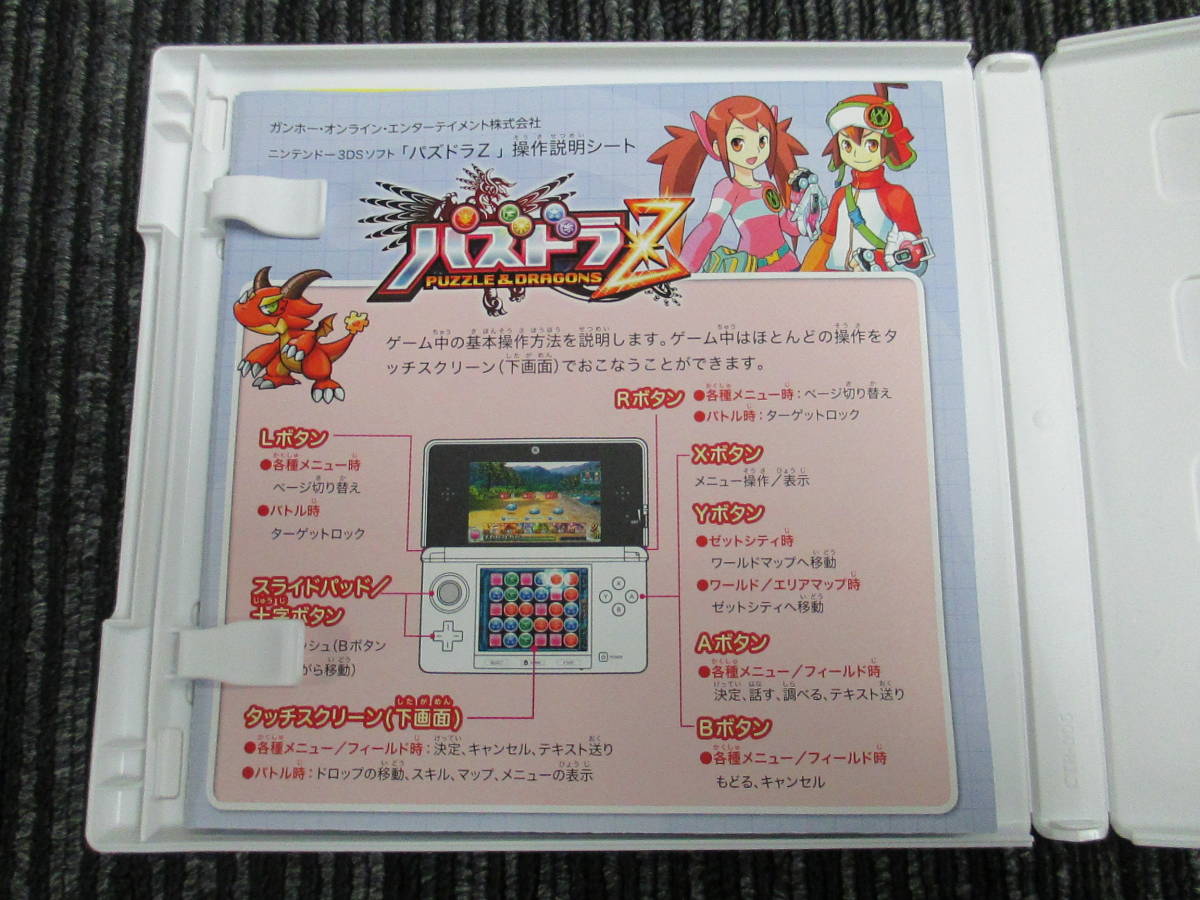 ガンホー・オンライン・エンターテイメント株式会社
ニンテンドー3DSソフト「パズドラZ」操作説明シート
パズドラZ
PUZZLE & DRAGONS
ゲーム中の基本操作方法を説明します。ゲーム中はほとんどの操作をタ
ッチスクリーン(下画面)でおこなうことができます。
Rボタン
●各種メニュー時：ページ切り替え
●バトル時：ターゲットロック
Lボタン
●各種メニュー時
ページ切り替え
●バトル時
ターゲットロック
Xボタン
メニュー操作／表示
Yボタン
●ゼットシティ時
ワールドマップへ移動
●ワールド／エリアマップ時
ゼットシティへ移動
スライドパッド／
十字ボタン
ッシュ(Bボタン
がら移動)
X
Y
A
B
Aボタン
●各種メニュー／フィールド時
決定、話す、調べる、テキスト送り
Bボタン
●各種メニュー／フィールド時
もどる、キャンセル
タッチスクリーン(下画面)
●各種メニュー／フィールド時：決定、キャンセル、テキスト送り
●バトル時：ドロップの移動、スキル、マップ、メニューの表示